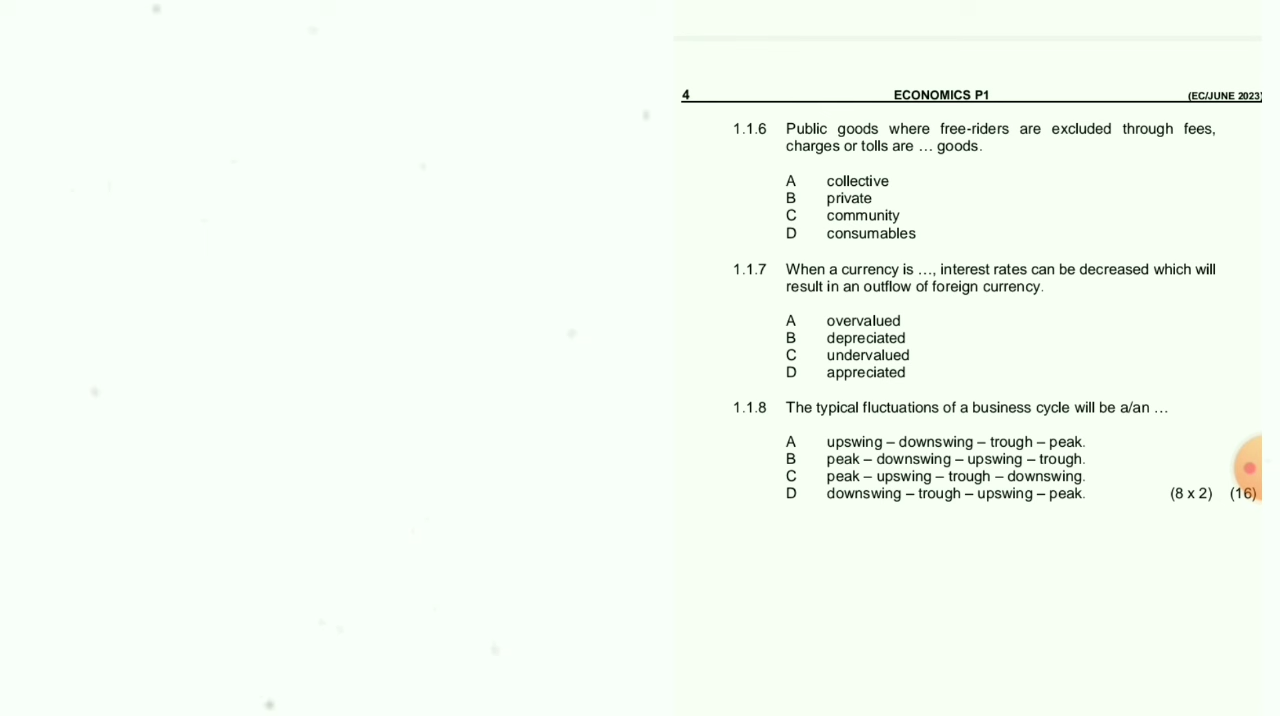 4 ECONOMICS P1 (EC/JUNE 2023)
1.1.6 Public goods where free-riders are excluded through fees,
charges or tolls are … goods.
A collective
B private
C community
D consumables
1.1.7 When a currency is …, interest rates can be decreased which will
result in an outflow of foreign currency.
A overvalued
B depreciated
C undervalued
D appreciated
1.1.8 The typical fluctuations of a business cycle will be a/an …
A upswing – downswing – trough – peak.
B peak – downswing – upswing – trough.
C peak – upswing – trough – downswing.
D downswing – trough – upswing – peak. (8 x 2) (16)